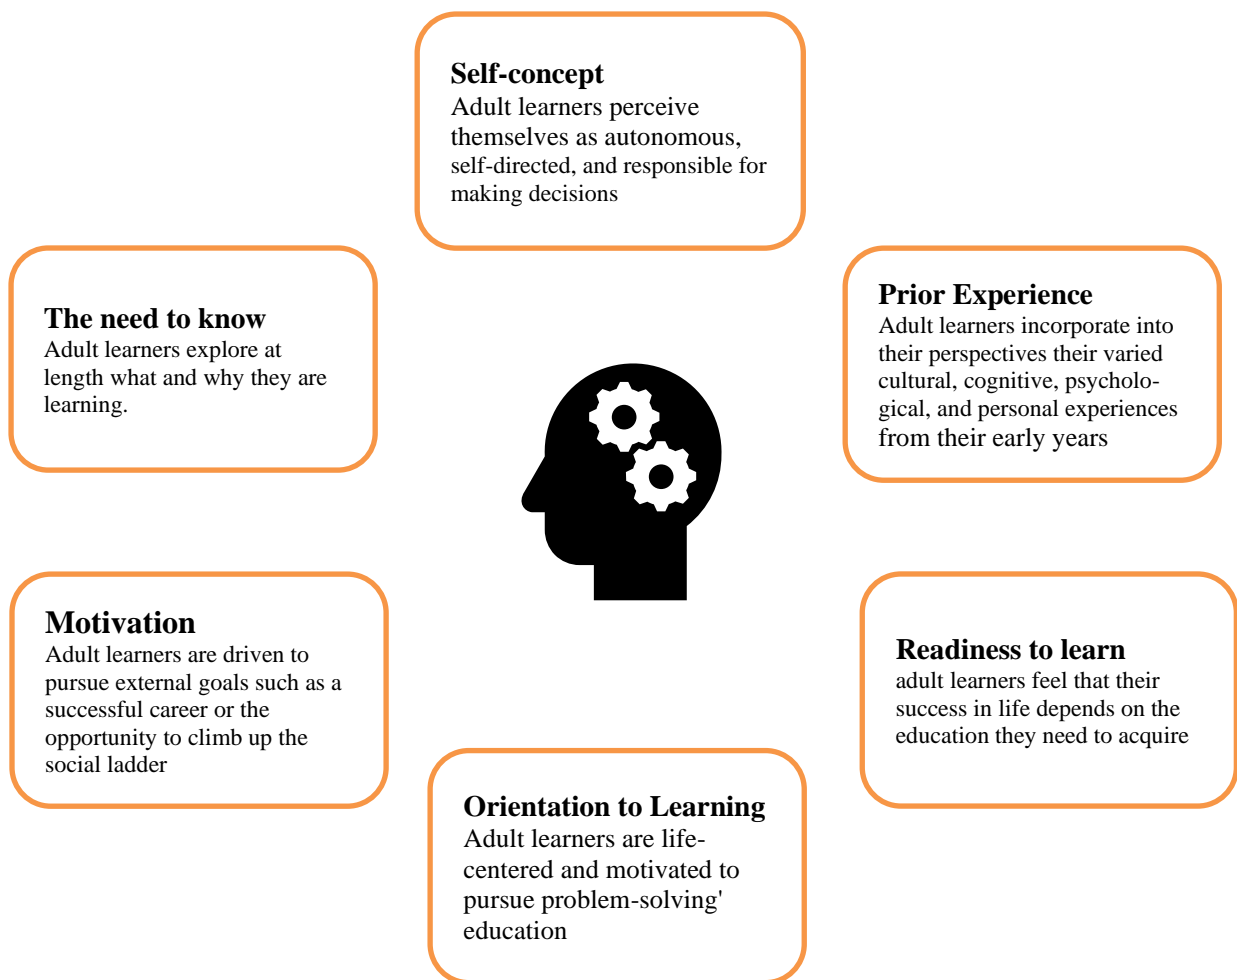 Self-concept
Adult learners perceive
themselves as autonomous,
self-directed, and responsible for
making decisions
The need to know
Adult learners explore at
length what and why they are
learning.
Prior Experience
Adult learners incorporate into
their perspectives their varied
cultural, cognitive, psycholo-
gical, and personal experiences
from their early years
Motivation
Adult learners are driven to
pursue external goals such as a
successful career or the
opportunity to climb up the
social ladder
Readiness to learn
adult learners feel that their
success in life depends on the
education they need to acquire
Orientation to Learning
Adult learners are life-
centered and motivated to
pursue problem-solving'
education